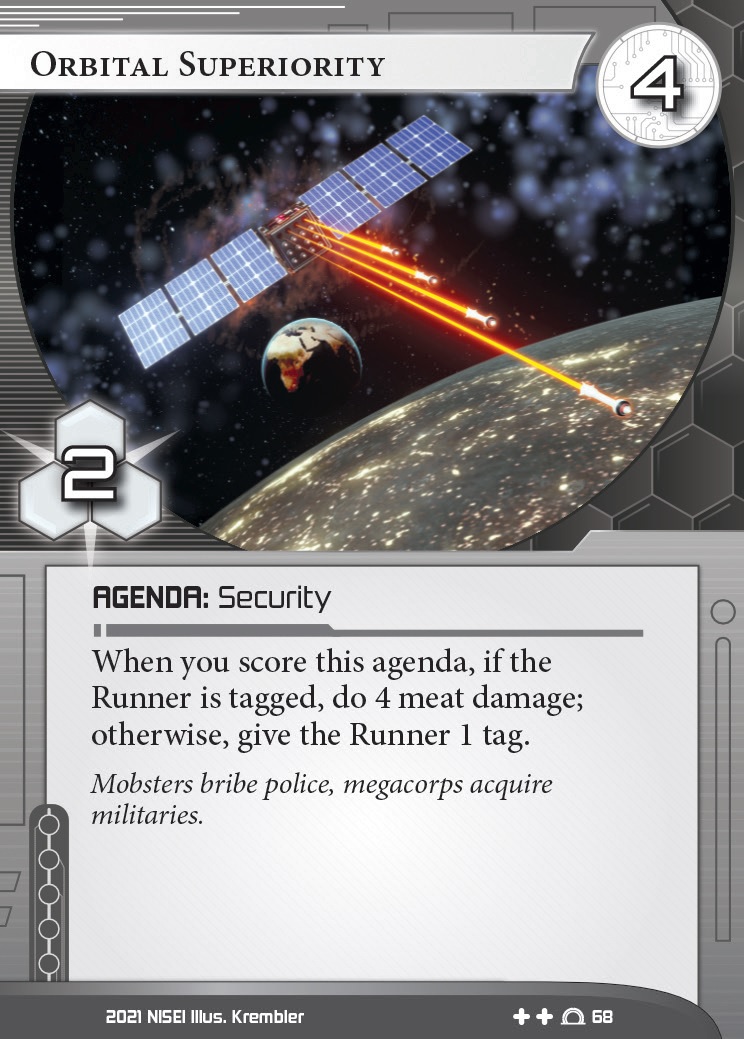 Orbital Superiority
4
2
AGENDA: Security
When you score this agenda, if the
Runner is tagged, do 4 meat damage;
otherwise, give the Runner 1 tag.
Mobsters bribe police, megacorps acquire
militaries.
2021 NISEI Illus. Krembler
68